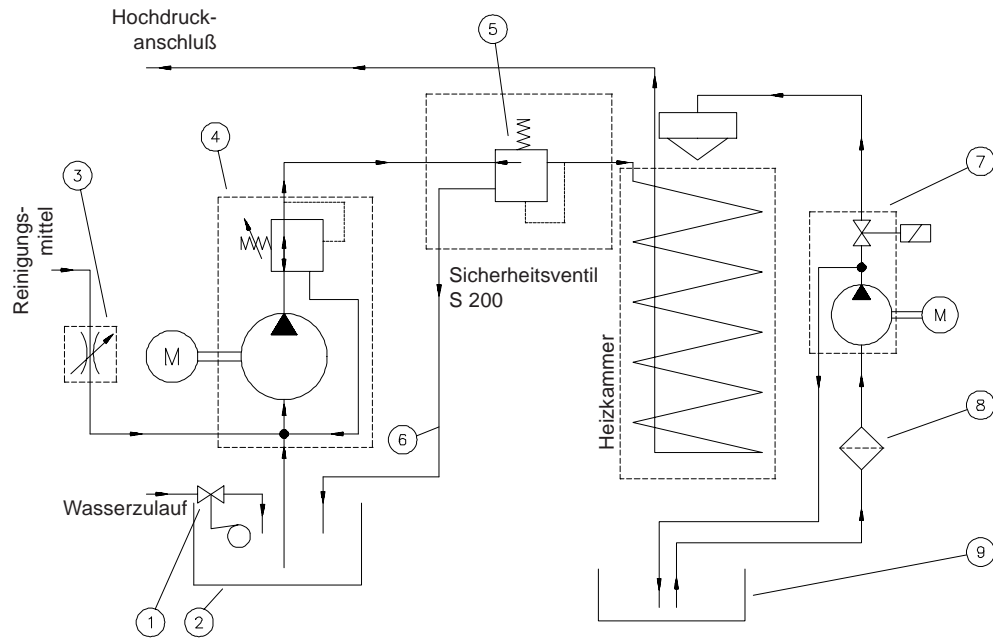 Hochdruck-
anschluß
5
4
3
7
Reinigungs-
mittel
Sicherheitsventil
S 200
M
M
Heizkammer
6
8
Wasserzulauf
9
1
2